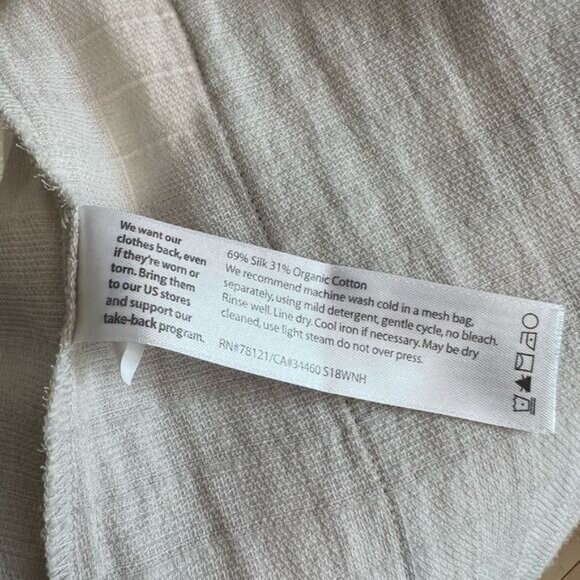 We want our
clothes back, even
if they're worn or
torn. Bring them
to our US stores
and support our
take-back program.
69% Silk 31% Organic Cotton
We recommend machine wash cold in a mesh bag,
separately, using mild detergent, gentle cycle, no bleach.
Rinse well. Line dry. Cool iron if necessary. May be dry
cleaned, use light steam do not over press.
RN#78121/CA#34460 S18WNH